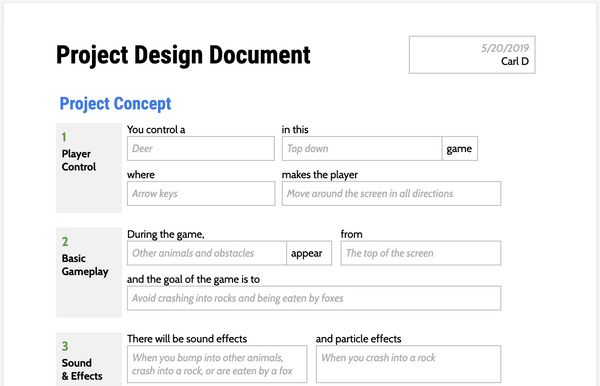 Project Design Document
5/20/2019
Carl D
Project Concept
1
Player
Control
You control a
Deer
in this
Top down
game
where
Arrow keys
makes the player
Move around the screen in all directions
2
Basic
Gameplay
During the game,
Other animals and obstacles
appear
from
The top of the screen
and the goal of the game is to
Avoid crashing into rocks and being eaten by foxes
3
Sound
& Effects
There will be sound effects
When you bump into other animals,
crash into a rock, or are eaten by a fox
and particle effects
When you crash into a rock